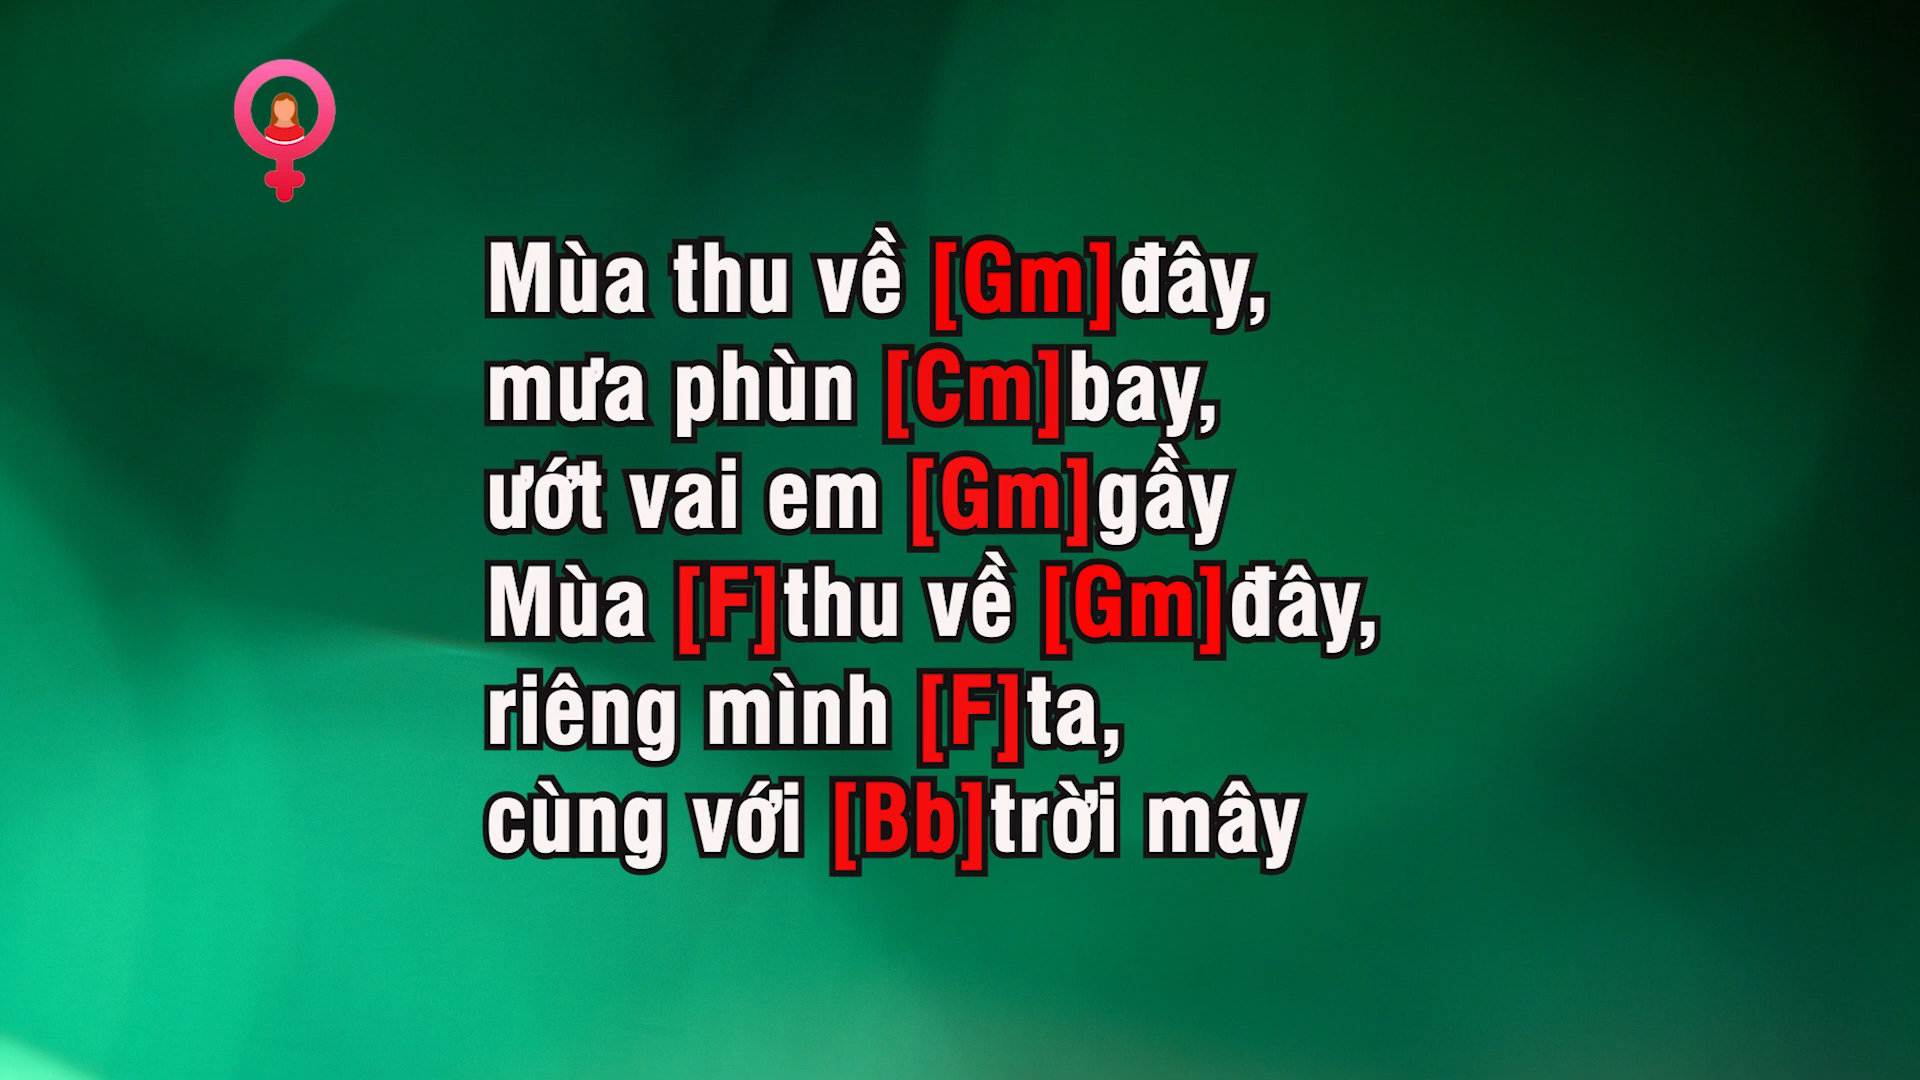 Mùa thu về [Gm]đây,
mưa phùn [Cm]bay,
ướt vai em [Gm]gầy
Mùa [F]thu về [Gm]đây,
riêng mình [F]ta,
cùng với [Bb]trời mây